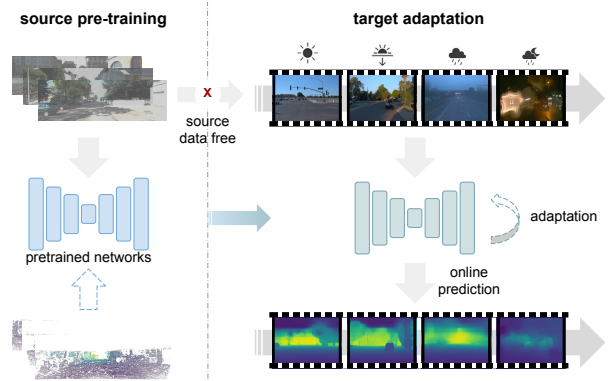 source pre-training
target adaptation
x
source
data free
pretrained networks
adaptation
online
prediction